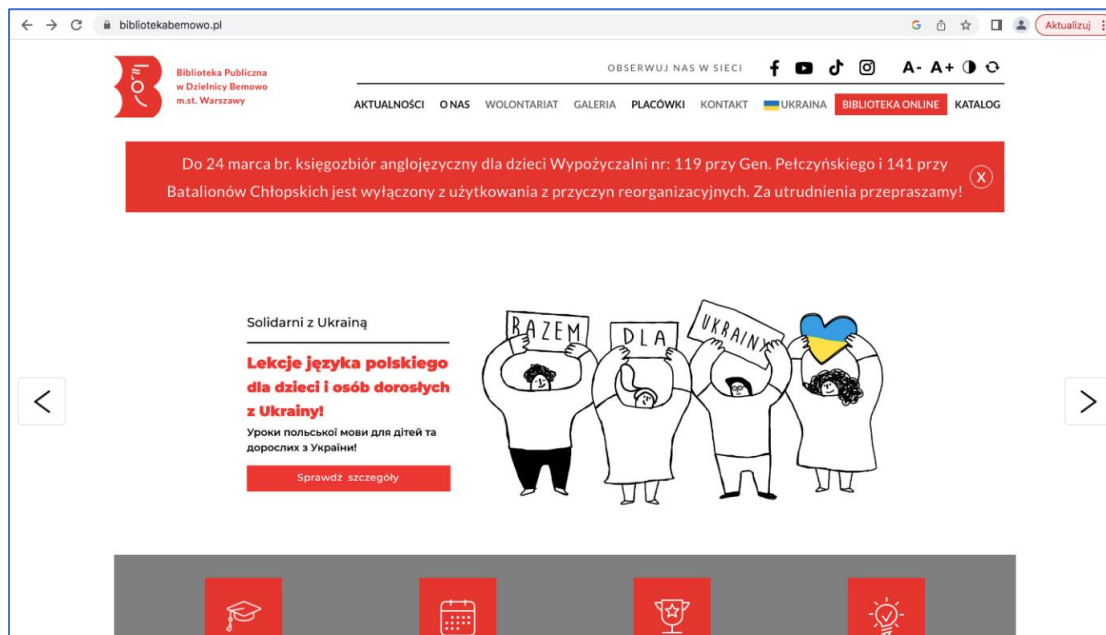 bibliotekabemowo.pl
Aktualizuj
Biblioteka Publiczna
w Dzielnicy Bemowo
m.st. Warszawy
OBSERWUJ NAS W SIECI
A- A+
AKTUALNOŚCI O NAS WOLONTARIAT GALERIA PLACÓWKI KONTAKT UKRAINA BIBLIOTEKA ONLINE KATALOG
Do 24 marca br. księgozbiór anglojęzyczny dla dzieci Wypożyczalni nr: 119 przy Gen. Pełczyńskiego i 141 przy
Batalionów Chłopskich jest wyłączony z użytkowania z przyczyn reorganizacyjnych. Za utrudnienia przepraszamy!
X
Solidarni z Ukrainą
Lekcje języka polskiego
dla dzieci i osób dorosłych
z Ukrainy!
Уроки польської мови для дітей та
дорослих з України!
Sprawdź szczegóły
RAZEM
DLA
UKRAINY